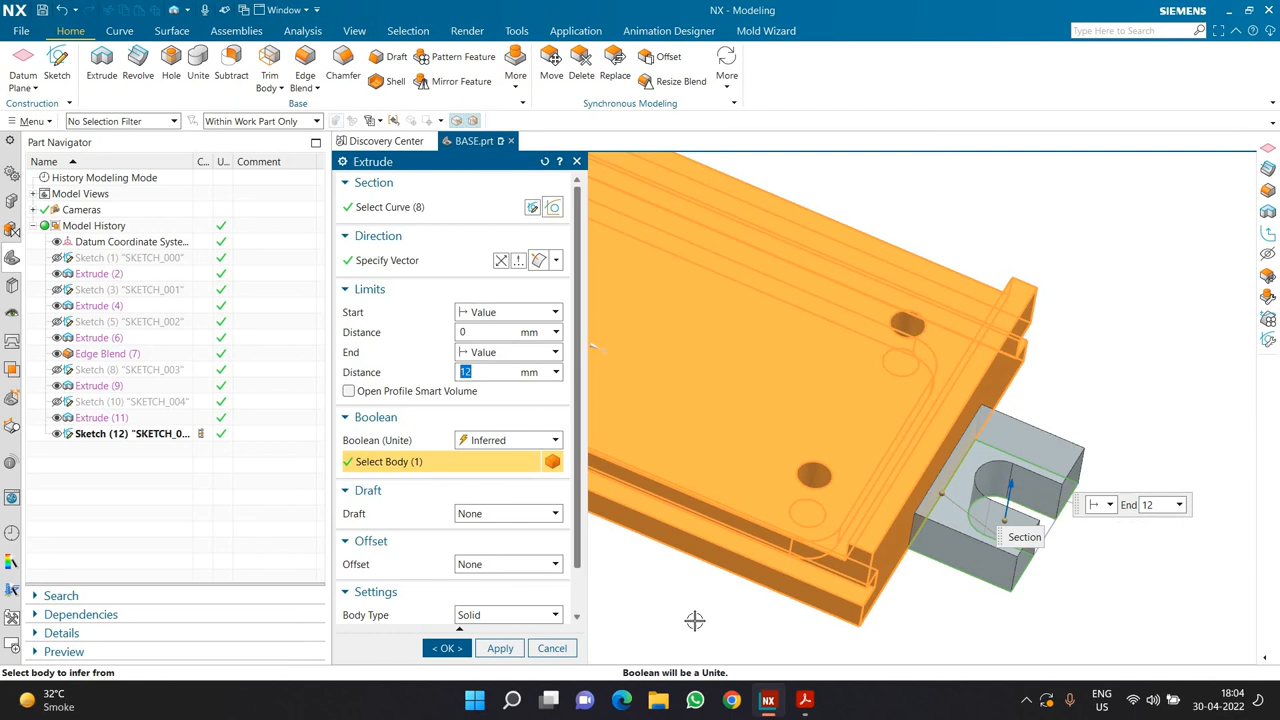 NX
Window
NX - Modeling
SIEMENS
File
Home
Curve
Surface
Assemblies
Analysis
View
Selection
Render
Tools
Application
Animation Designer
Mold Wizard
Type Here to Search
Datum Plane
Sketch
Extrude
Revolve
Hole
Unite
Subtract
Trim Body
Edge Blend
Chamfer
Draft
Shell
Pattern Feature
Mirror Feature
More
Move
Delete
Replace
Offset
Resize Blend
More
Construction
Base
Synchronous Modeling
Menu
No Selection Filter
Within Work Part Only
Part Navigator
Discovery Center
BASE.prt
Name
C...
U...
Comment
History Modeling Mode
Model Views
Cameras
Model History
Datum Coordinate Syste...
Sketch (1) "SKETCH_000"
Extrude (2)
Sketch (3) "SKETCH_001"
Extrude (4)
Sketch (5) "SKETCH_002"
Extrude (6)
Edge Blend (7)
Sketch (8) "SKETCH_003"
Extrude (9)
Sketch (10) "SKETCH_004"
Extrude (11)
Sketch (12) "SKETCH_0...
Search
Dependencies
Details
Preview
Extrude
Section
Select Curve (8)
Direction
Specify Vector
Limits
Start
Value
Distance
0 mm
End
Value
Distance
12 mm
Open Profile Smart Volume
Boolean
Boolean (Unite)
Inferred
Select Body (1)
Draft
Draft
None
Offset
Offset
None
Settings
Body Type
Solid
< OK >
Apply
Cancel
End 12
Section
Select body to infer from
Boolean will be a Unite.
32°C
Smoke
ENG
US
18:04
30-04-2022